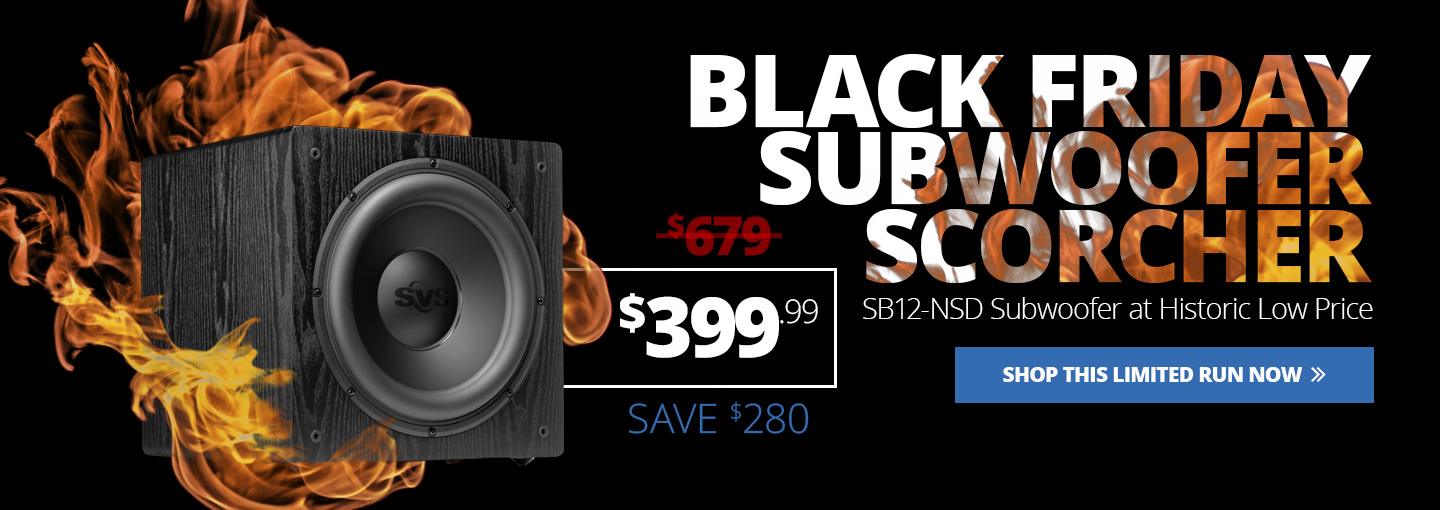 BLACK FRIDAY
SUBWOOFER
SCORCHER
SB12-NSD Subwoofer at Historic Low Price
$679
$399.99
SAVE $280
SHOP THIS LIMITED RUN NOW »
SVS